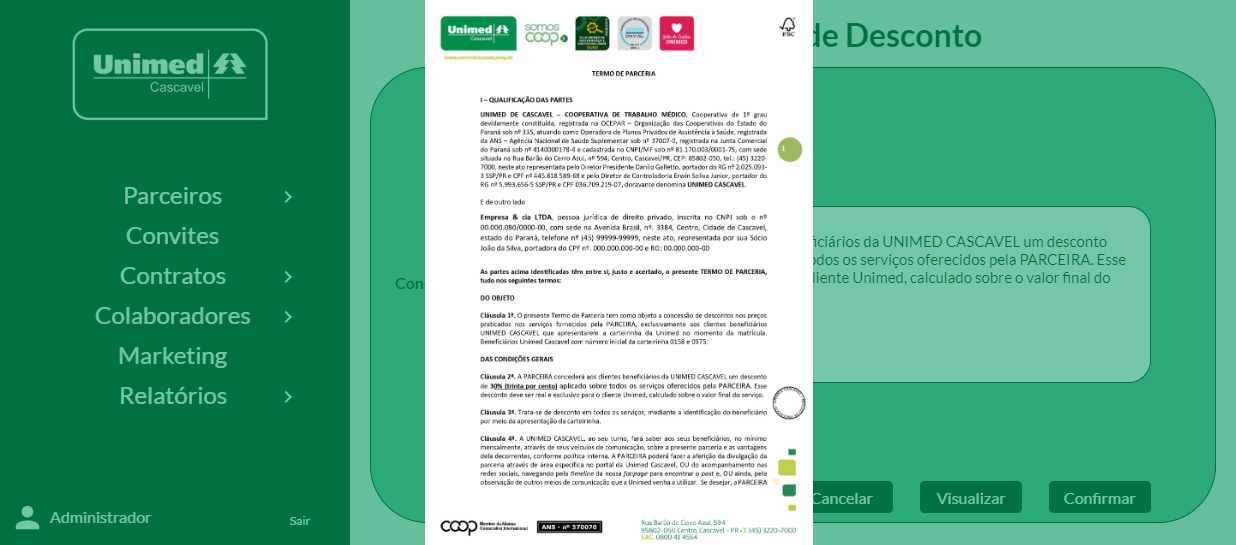 Unimed
Cascavel
Parceiros
Convites
Contratos
Colaboradores
Marketing
Relatórios
Administrador
Sair
de Desconto
Con
ficiários da UNIMED CASCAVEL um desconto
odos os serviços oferecidos pela PARCEIRA. Esse
liente Unimed, calculado sobre o valor final do
Cancelar
Visualizar
Confirmar
Unimed
Cascavel
somos
coop
FSC
www.unimedcascavel.coop.br
TERMO DE PARCERIA
I – QUALIFICAÇÃO DAS PARTES
UNIMED DE CASCAVEL – COOPERATIVA DE TRABALHO MÉDICO, Cooperativa de 1º grau
devidamente constituída, registrada na OCEPAR – Organização das Cooperativas do Estado do
Paraná sob nº 335, atuando como Operadora de Planos Privados de Assistência à Saúde, registrada
da ANS – Agência Nacional de Saúde Suplementar sob nº 37007-0, registrada na Junta Comercial
do Paraná sob nº 4140000178-4 e cadastrada no CNPJ/MF sob nº 81.170.003/0001-75, com sede
situada na Rua Barão do Cerro Azul, nº 594, Centro, Cascavel/PR, CEP: 85802-050, tel.: (45) 3220-
7000, neste ato representada pelo Diretor Presidente Danilo Galletto, portador do RG nº 2.025.093-
3 SSP/PR e CPF nº 445.818.589-68 e pelo Diretor de Controladoria Erwin Soliva Junior, portador do
RG nº 5.993.656-5 SSP/PR e CPF 036.709.219-07, doravante denomina UNIMED CASCAVEL.
1
E de outro lado
Empresa & cia LTDA, pessoa jurídica de direito privado, inscrita no CNPJ sob o nº
00.000.080/0000-00, com sede na Avenida Brasil, nº. 3384, Centro, Cidade de Cascavel,
estado do Paraná, telefone nº (45) 99999-99999, neste ato, representada por sua Sócio
João da Silva, portadora do CPF nº. 000.000.000-00 e RG: 00.000.000-00
As partes acima identificadas têm entre si, justo e acertado, o presente TERMO DE PARCERIA,
tudo nos seguintes termos:
DO OBJETO
Cláusula 1ª. O presente Termo de Parceria tem como objeto a concessão de descontos nos preços
praticados nos serviços fornecidos pela PARCEIRA, exclusivamente aos clientes beneficiários
UNIMED CASCAVEL que apresentarem a carteirinha da Unimed no momento da matrícula.
Beneficiários Unimed Cascavel com número inicial da carteirinha 0158 e 0975.
DAS CONDIÇÕES GERAIS
Cláusula 2ª. A PARCEIRA concederá aos clientes beneficiários da UNIMED CASCAVEL um desconto
de 30% (trinta por cento) aplicado sobre todos os serviços oferecidos pela PARCEIRA. Esse
desconto deve ser real e exclusivo para o cliente Unimed, calculado sobre o valor final do serviço.
Cláusula 3ª. Trata-se de desconto em todos os serviços, mediante a identificação do beneficiário
por meio da apresentação da carteirinha.
Cláusula 4ª. A UNIMED CASCAVEL, ao seu turno, fará saber aos seus beneficiários, no mínimo
mensalmente, através de seus veículos de comunicação, sobre a presente parceria e as vantagens
dela decorrentes, conforme política interna. A PARCEIRA poderá fazer a aferição da divulgação da
parceria através de área específica no portal da Unimed Cascavel, OU do acompanhamento nas
redes sociais, navegando pela timeline da nossa fanpage para encontrar o post e, OU ainda, pela
observação de outros meios de comunicação que a Unimed venha a utilizar. Se desejar, a PARCEIRA
coop
Membro da Aliança
Cooperativa Internacional
ANS - nº 370070
Rua Barão do Cerro Azul, 594
85802-050 Centro, Cascavel – PR • T. (45) 3220-7000
SAC. 0800 41 4554